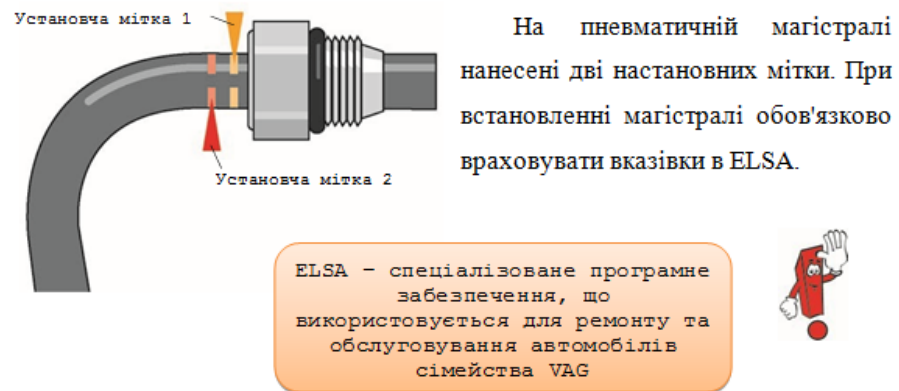 Установча мітка 1
Установча мітка 2
На пневматичній магістралі
нанесені дві настановних мітки. При
встановленні магістралі обов'язково
враховувати вказівки в ELSA.
ELSA – спеціалізоване програмне
забезпечення, що
використовується для ремонту та
обслуговування автомобілів
сімейства VAG